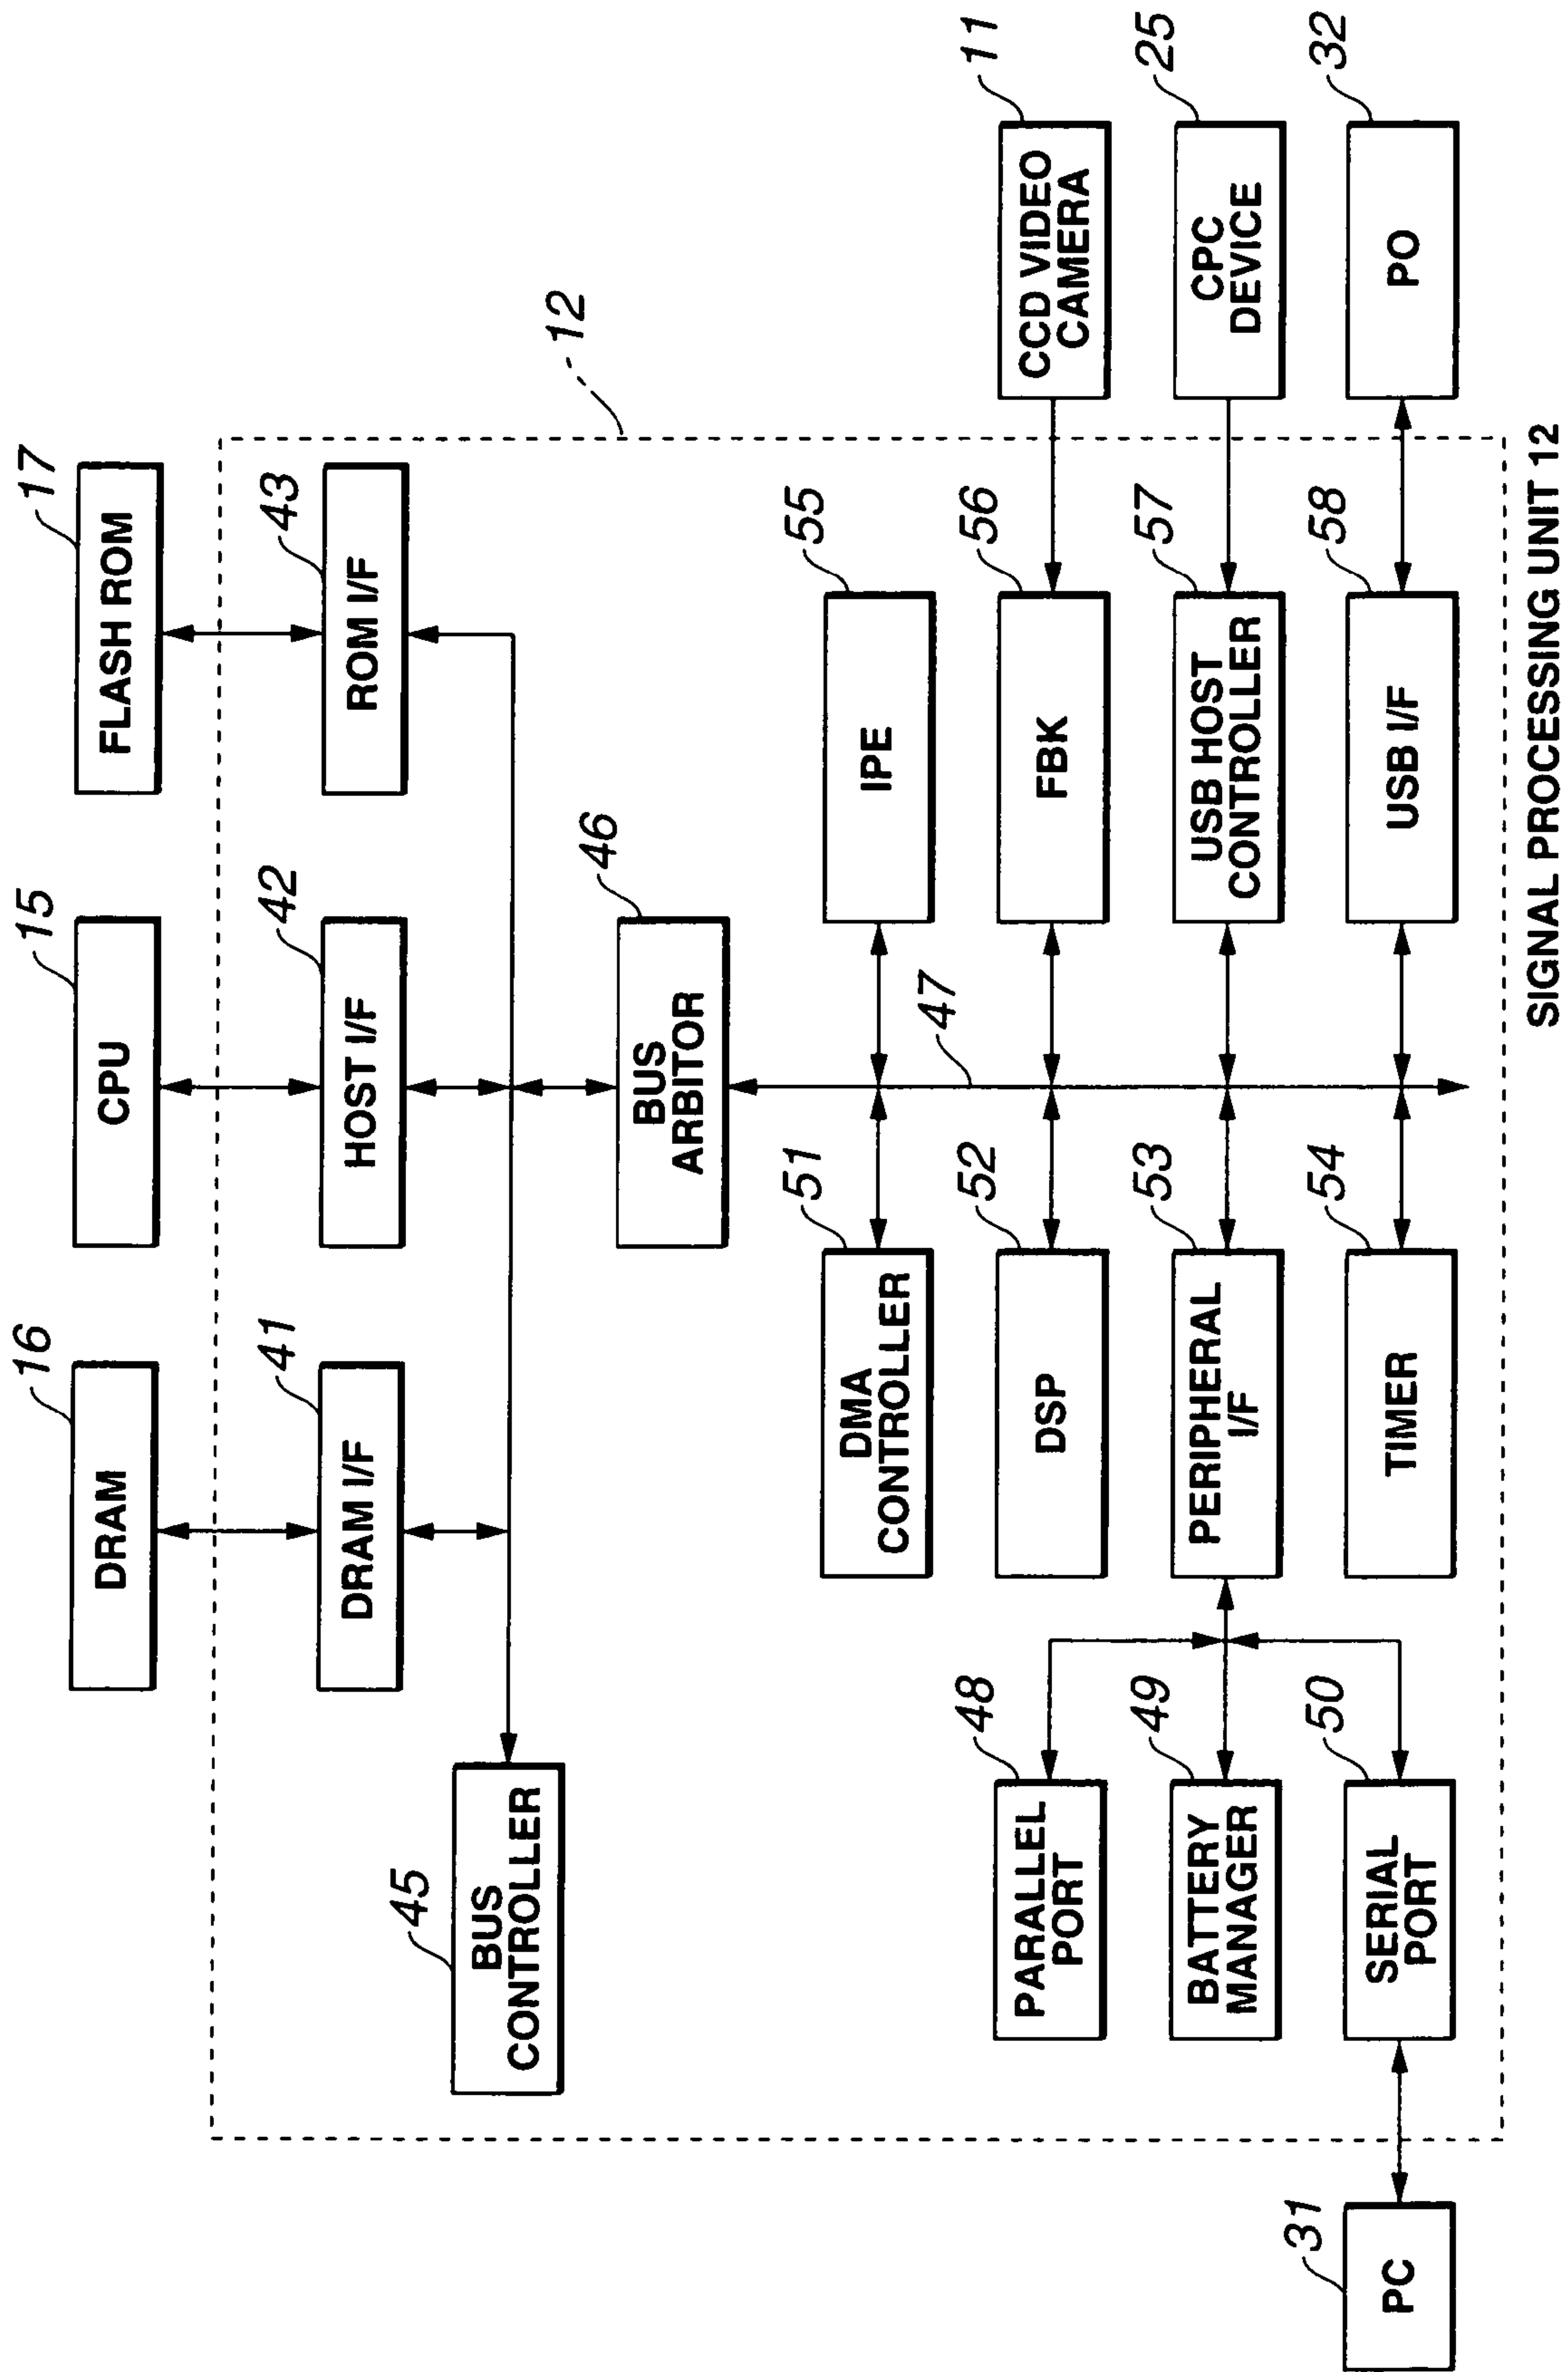 16
DRAM
15
CPU
17
FLASH ROM
12
41
DRAM I/F
42
HOST I/F
43
ROM I/F
45
BUS
CONTROLLER
46
BUS
ARBITOR
47
51
DMA
CONTROLLER
55
IPE
48
PARALLEL
PORT
52
DSP
56
FBK
11
CCD VIDEO
CAMERA
49
BATTERY
MANAGER
53
PERIPHERAL
I/F
57
USB HOST
CONTROLLER
25
CPC
DEVICE
31
PC
50
SERIAL
PORT
54
TIMER
58
USB I/F
32
PO
SIGNAL PROCESSING UNIT 12